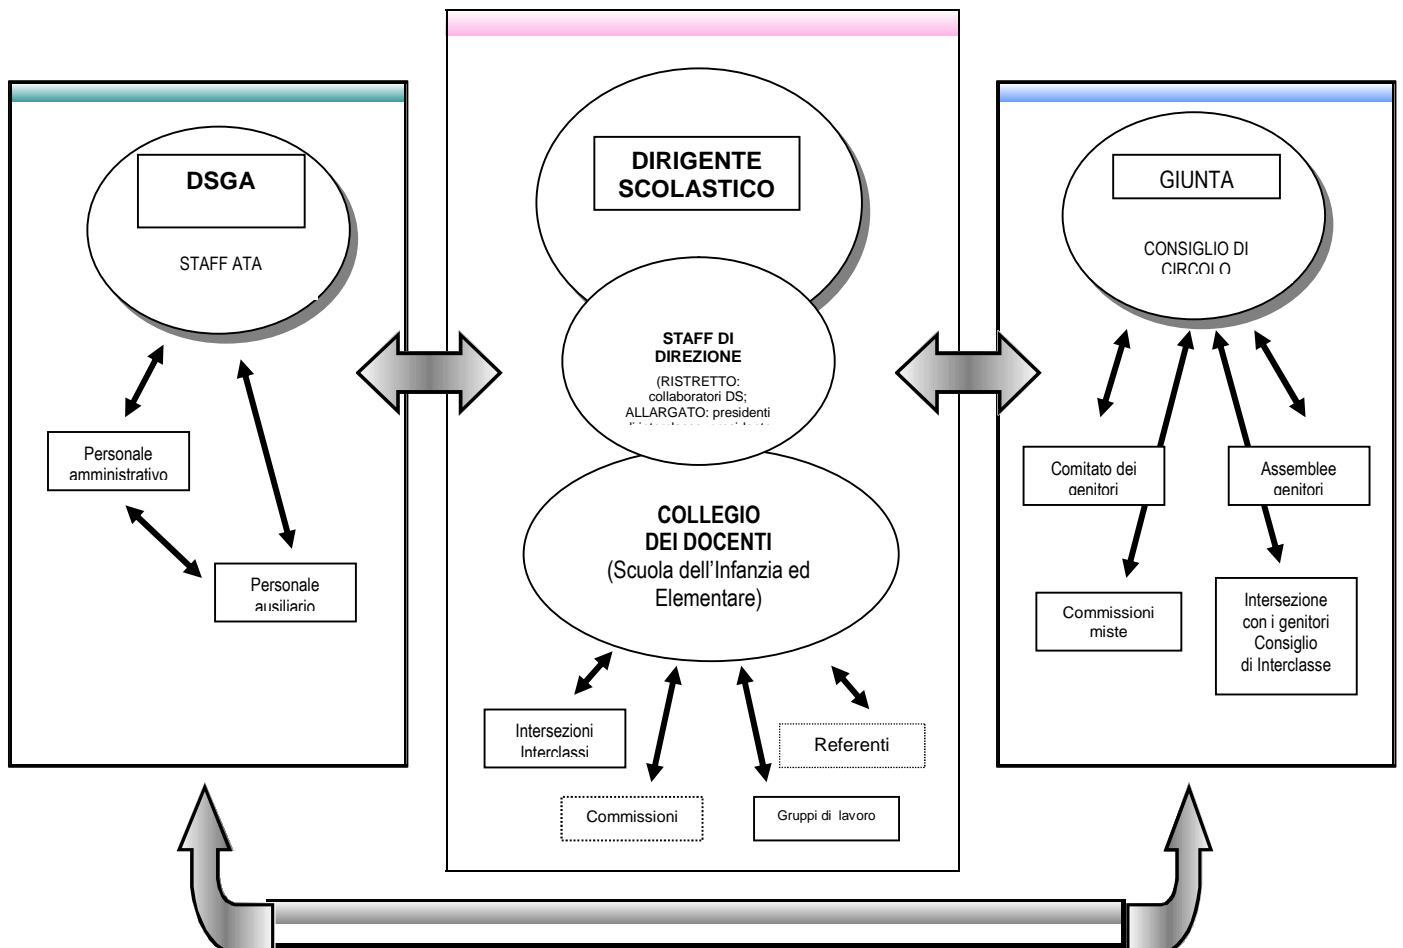 DSGA
STAFF ATA
Personale
amministrativo
Personale
ausiliario
DIRIGENTE
SCOLASTICO
STAFF DI
DIREZIONE
(RISTRETTO:
collaboratori DS;
ALLARGATO: presidenti
COLLEGIO
DEI DOCENTI
(Scuola dell’Infanzia ed
Elementare)
Intersezioni
Interclassi
Referenti
Commissioni
Gruppi di lavoro
GIUNTA
CONSIGLIO DI
CIRCOLO
Comitato dei
genitori
Assemblee
genitori
Commissioni
miste
Intersezione
con i genitori
Consiglio
di Interclasse